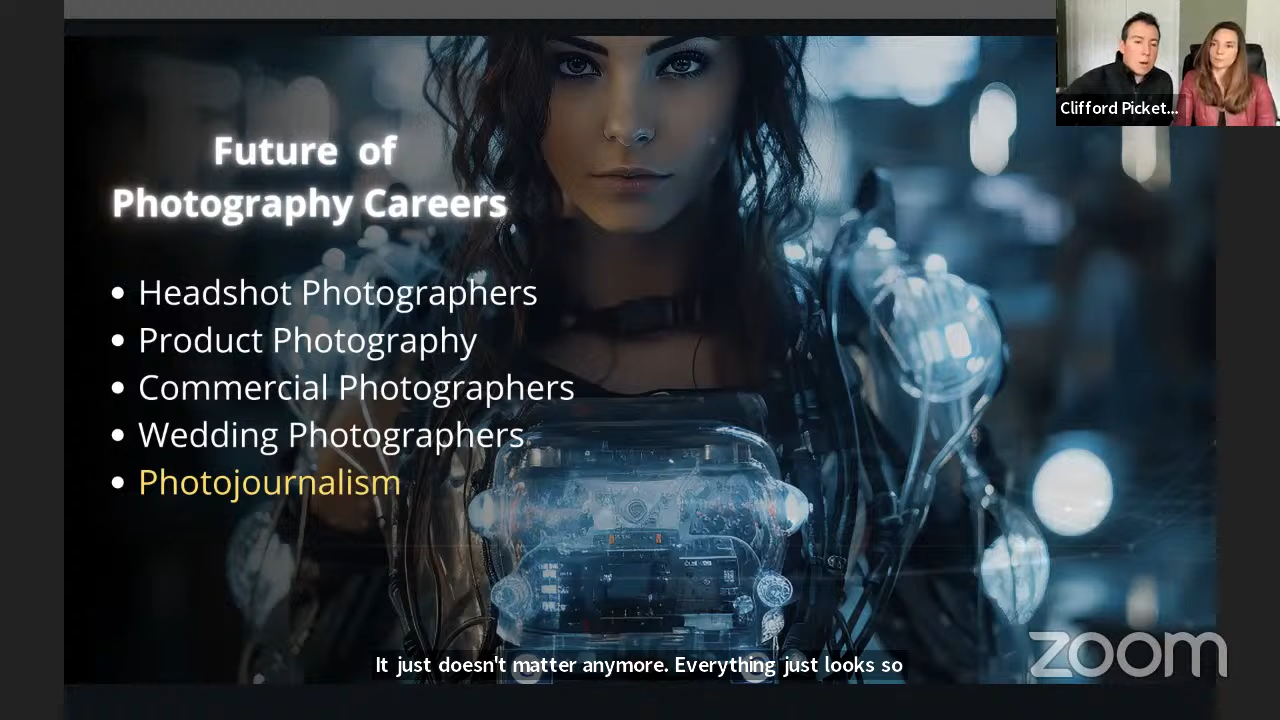 Clifford Picket...
Future of
Photography Careers
• Headshot Photographers
• Product Photography
• Commercial Photographers
• Wedding Photographers
• Photojournalism
It just doesn't matter anymore. Everything just looks so
zoom